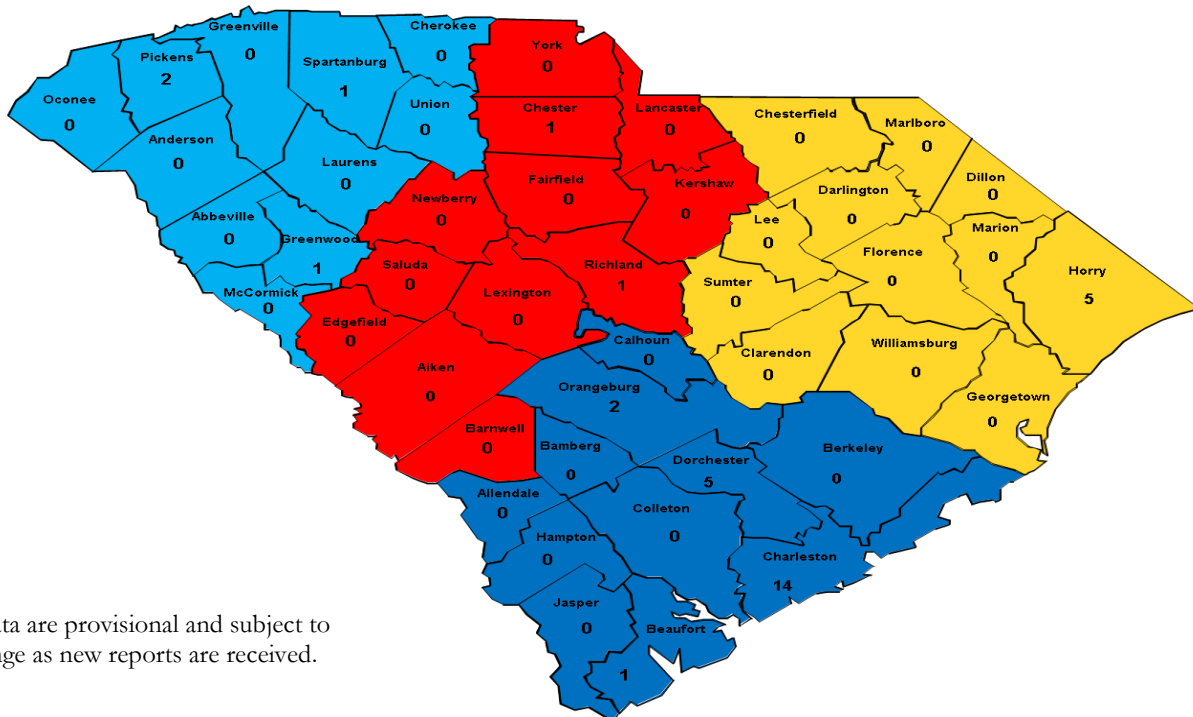 Greenville
0
Cherokee
0
Pickens
2
Spartanburg
1
York
0
Oconee
0
Union
0
Chester
1
Lancaster
0
Chesterfield
0
Marlboro
0
Anderson
0
Laurens
0
Fairfield
0
Kershaw
0
Darlington
0
Dillon
0
Newberry
0
Abbeville
0
Greenwood
1
Lee
0
Marion
0
Florence
0
Saluda
0
Richland
1
Horry
5
McCormick
0
Lexington
0
Sumter
0
Edgefield
0
Calhoun
0
Clarendon
0
Williamsburg
0
Aiken
0
Orangeburg
2
Georgetown
0
Barnwell
0
Bamberg
0
Dorchester
5
Berkeley
0
Allendale
0
Colleton
0
Hampton
0
Charleston
14
Jasper
0
Beaufort
1
ta are provisional and subject to
nge as new reports are received.